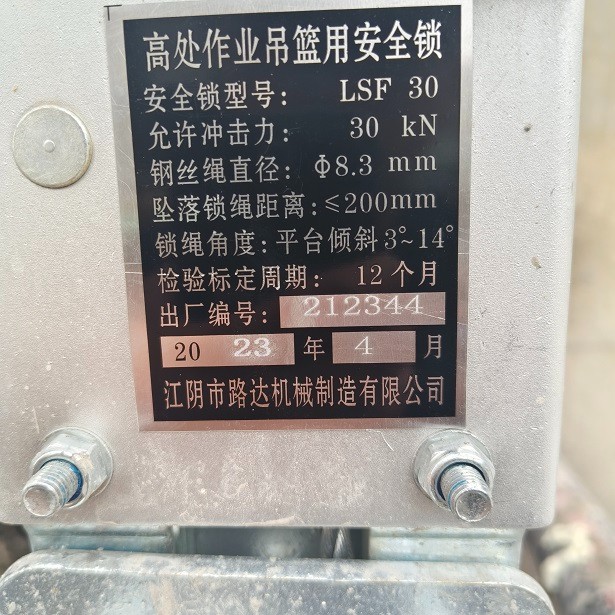 高处作业吊篮用安全锁
安全锁型号: LSF 30
允许冲击力: 30 kN
钢丝绳直径: Φ8.3 mm
坠落锁绳距离:≤200mm
锁绳角度:平台倾斜3°~14°
检验标定周期: 12个月
出厂编号: 212344
20 23 年 4 月
江阴市路达机械制造有限公司